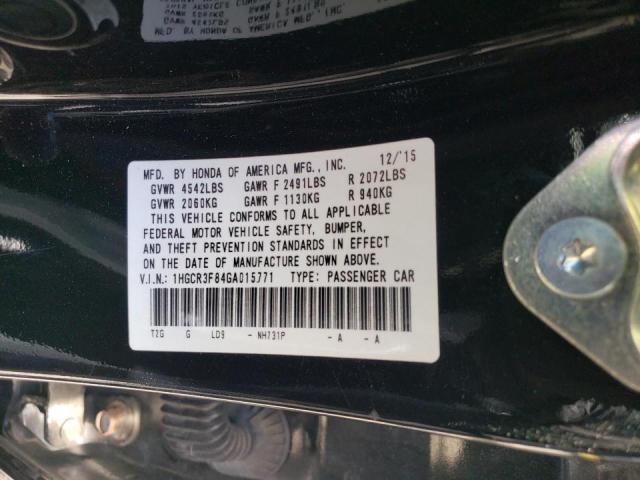 MFD. BY HONDA OF AMERICA MFG., INC. 12/'15
GVWR 4542LBS GAWR F 2491LBS R 2072LBS
GVWR 2060KG GAWR F 1130KG R 940KG
THIS VEHICLE CONFORMS TO ALL APPLICABLE
FEDERAL MOTOR VEHICLE SAFETY, BUMPER,
AND THEFT PREVENTION STANDARDS IN EFFECT
ON THE DATE OF MANUFACTURE SHOWN ABOVE.
V.I.N.: 1HGCR3F84GA015771 TYPE: PASSENGER CAR
T2G G LD9 - NH731P - A - A